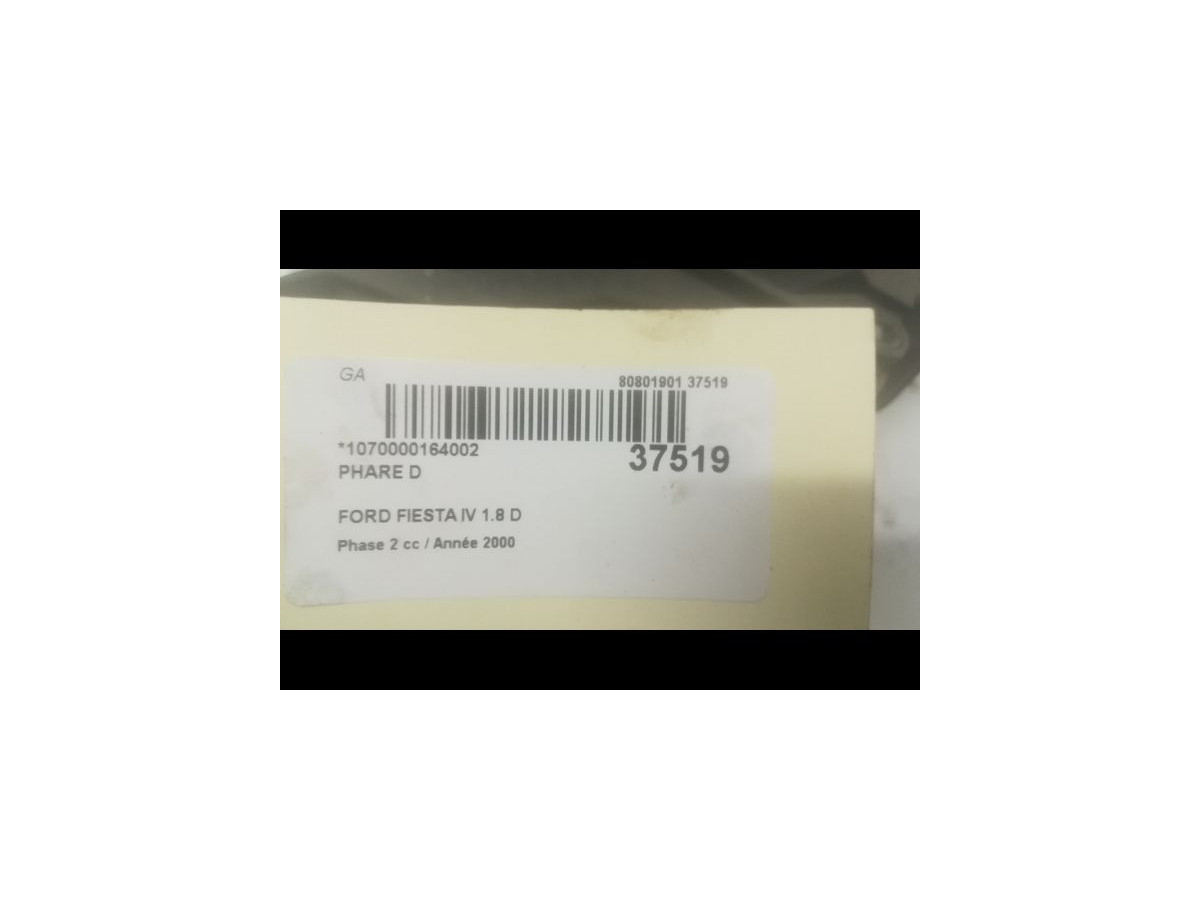 GA
80801901 37519
*1070000164002
37519
PHARE D
FORD FIESTA IV 1.8 D
Phase 2 cc / Année 2000